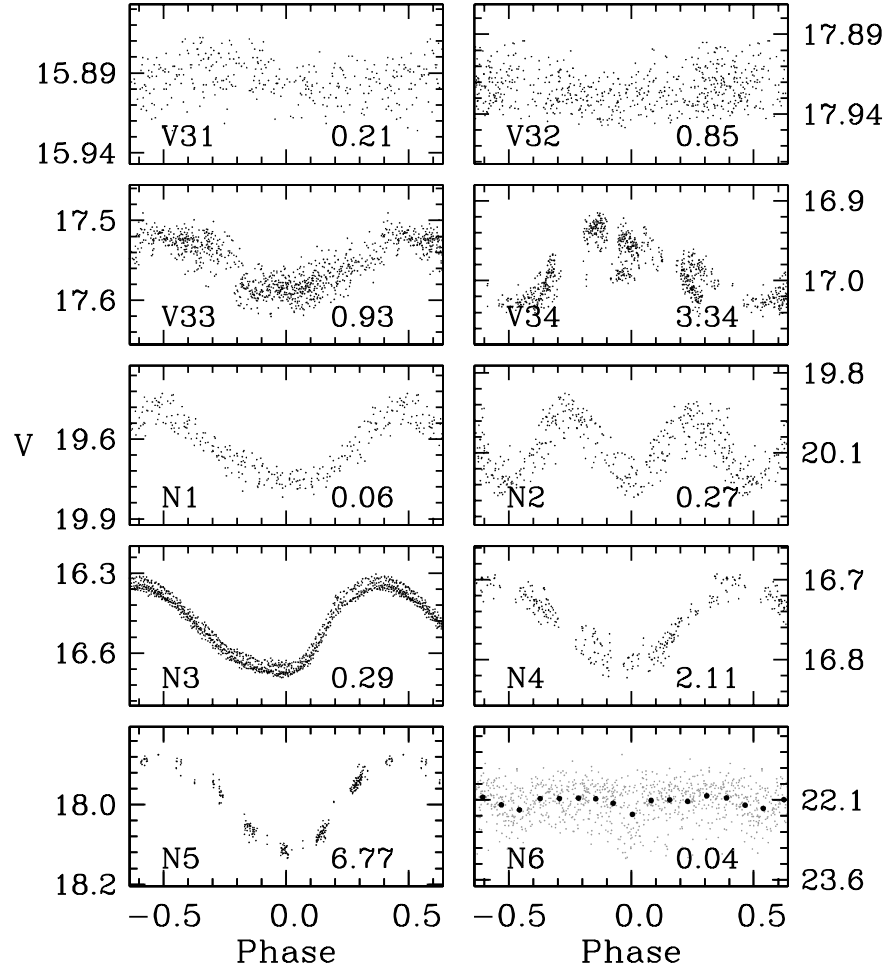 15.89
15.94
V31 0.21
17.89
17.94
V32 0.85
17.5
17.6
V33 0.93
16.9
17.0
V34 3.34
V
19.6
19.9
N1 0.06
19.8
20.1
N2 0.27
16.3
16.6
N3 0.29
16.7
16.8
N4 2.11
18.0
18.2
N5 6.77
22.1
23.6
N6 0.04
−0.5 0.0 0.5
−0.5 0.0 0.5
Phase Phase